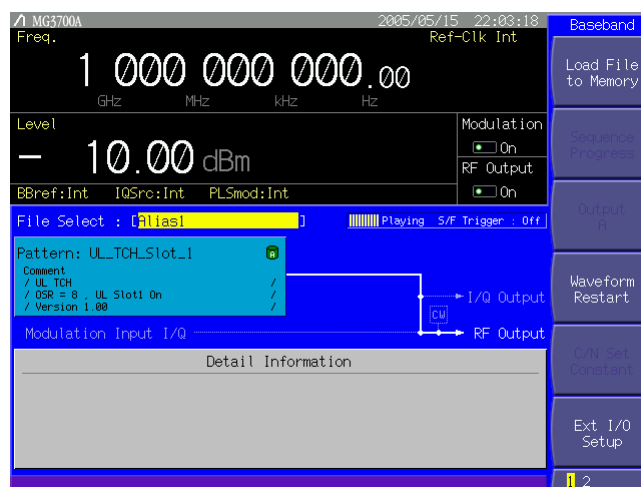 MG3700A 2005/05/15 22:03:18
Freq. Ref-Clk Int
1 000 000 000.00
GHz MHz kHz Hz
Level
- 10.00 dBm
Modulation
On
RF Output
On
BBref:Int IQSrc:Int PLSmod:Int
File Select : [Alias1 ] Playing S/F Trigger : Off
Pattern: UL_TCH_Slot_1 A
Comment
/ UL TCH /
/ OSR = 8 , UL Slot1 On /
/ Version 1.00 /
I/Q Output
CW
Modulation Input I/Q RF Output
Detail Information
Baseband
Load File
to Memory
Sequence
Progress
Output
A
Waveform
Restart
C/N Set
Constant
Ext I/O
Setup
1 2